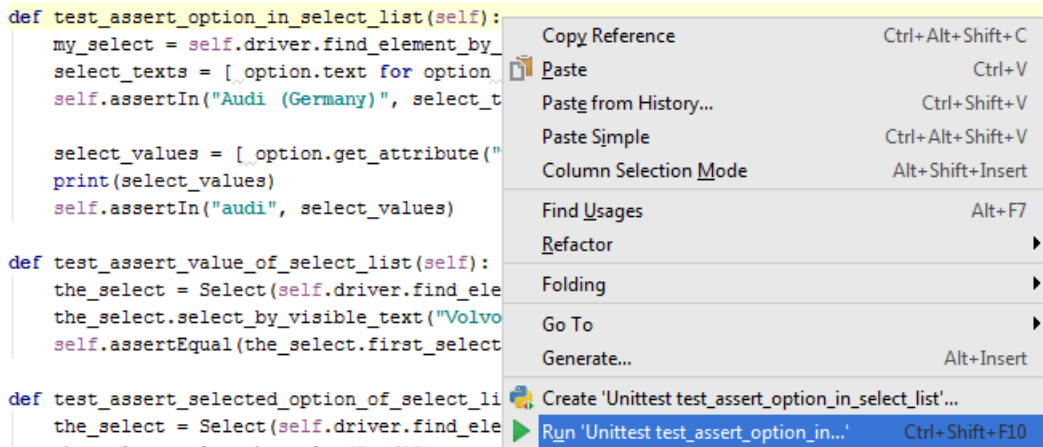 def test_assert_option_in_select_list(self):
my_select = self.driver.find_element_by_
select_texts = [ option.text for option
self.assertIn("Audi (Germany)", select_t
select_values = [ option.get_attribute("
print(select_values)
self.assertIn("audi", select_values)
def test_assert_value_of_select_list(self):
the_select = Select(self.driver.find_ele
the_select.select_by_visible_text("Volvo
self.assertEqual(the_select.first_select
def test_assert_selected_option_of_select_li
the_select = Select(self.driver.find_ele
Copy Reference Ctrl+Alt+Shift+C
Paste Ctrl+V
Paste from History... Ctrl+Shift+V
Paste Simple Ctrl+Alt+Shift+V
Column Selection Mode Alt+Shift+Insert
Find Usages Alt+F7
Refactor
Folding
Go To
Generate... Alt+Insert
Create 'Unittest test_assert_option_in_select_list'...
Run 'Unittest test_assert_option_in...' Ctrl+Shift+F10